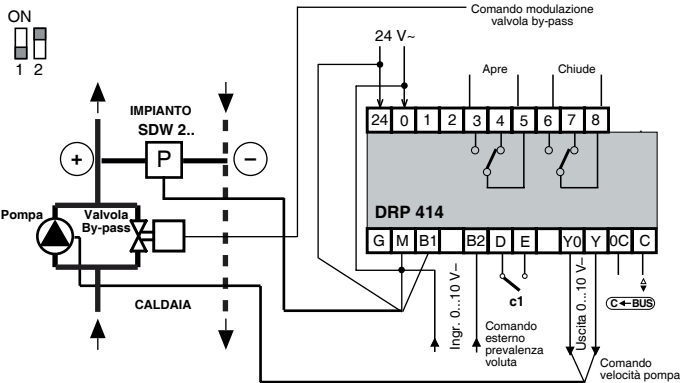 ON
1 2
Comando modulazione
valvola by-pass
24 V~
Apre
Chiude
IMPIANTO
SDW 2..
+
P
−
24 0 1 2 3 4 5 6 7 8
DRP 414
G M B1 B2 D E Y0 Y 0C C
Pompa
Valvola
By-pass
CALDAIA
Ingr. 0...10 V–
c1
Uscita 0...10 V–
C BUS
Comando
esterno
prevalenza
voluta
Comando
velocità pompa